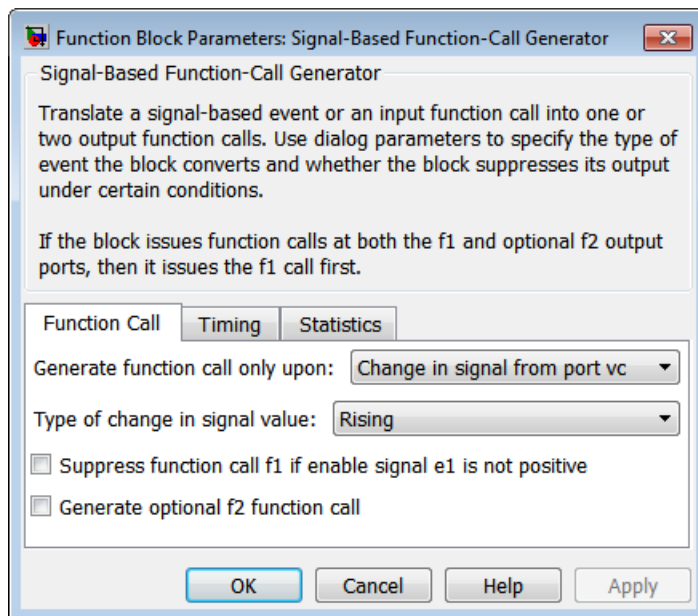 Function Block Parameters: Signal-Based Function-Call Generator
Signal-Based Function-Call Generator
Translate a signal-based event or an input function call into one or
two output function calls. Use dialog parameters to specify the type of
event the block converts and whether the block suppresses its output
under certain conditions.
If the block issues function calls at both the f1 and optional f2 output
ports, then it issues the f1 call first.
Function Call Timing Statistics
Generate function call only upon: Change in signal from port vc
Type of change in signal value: Rising
Suppress function call f1 if enable signal e1 is not positive
Generate optional f2 function call
OK Cancel Help Apply